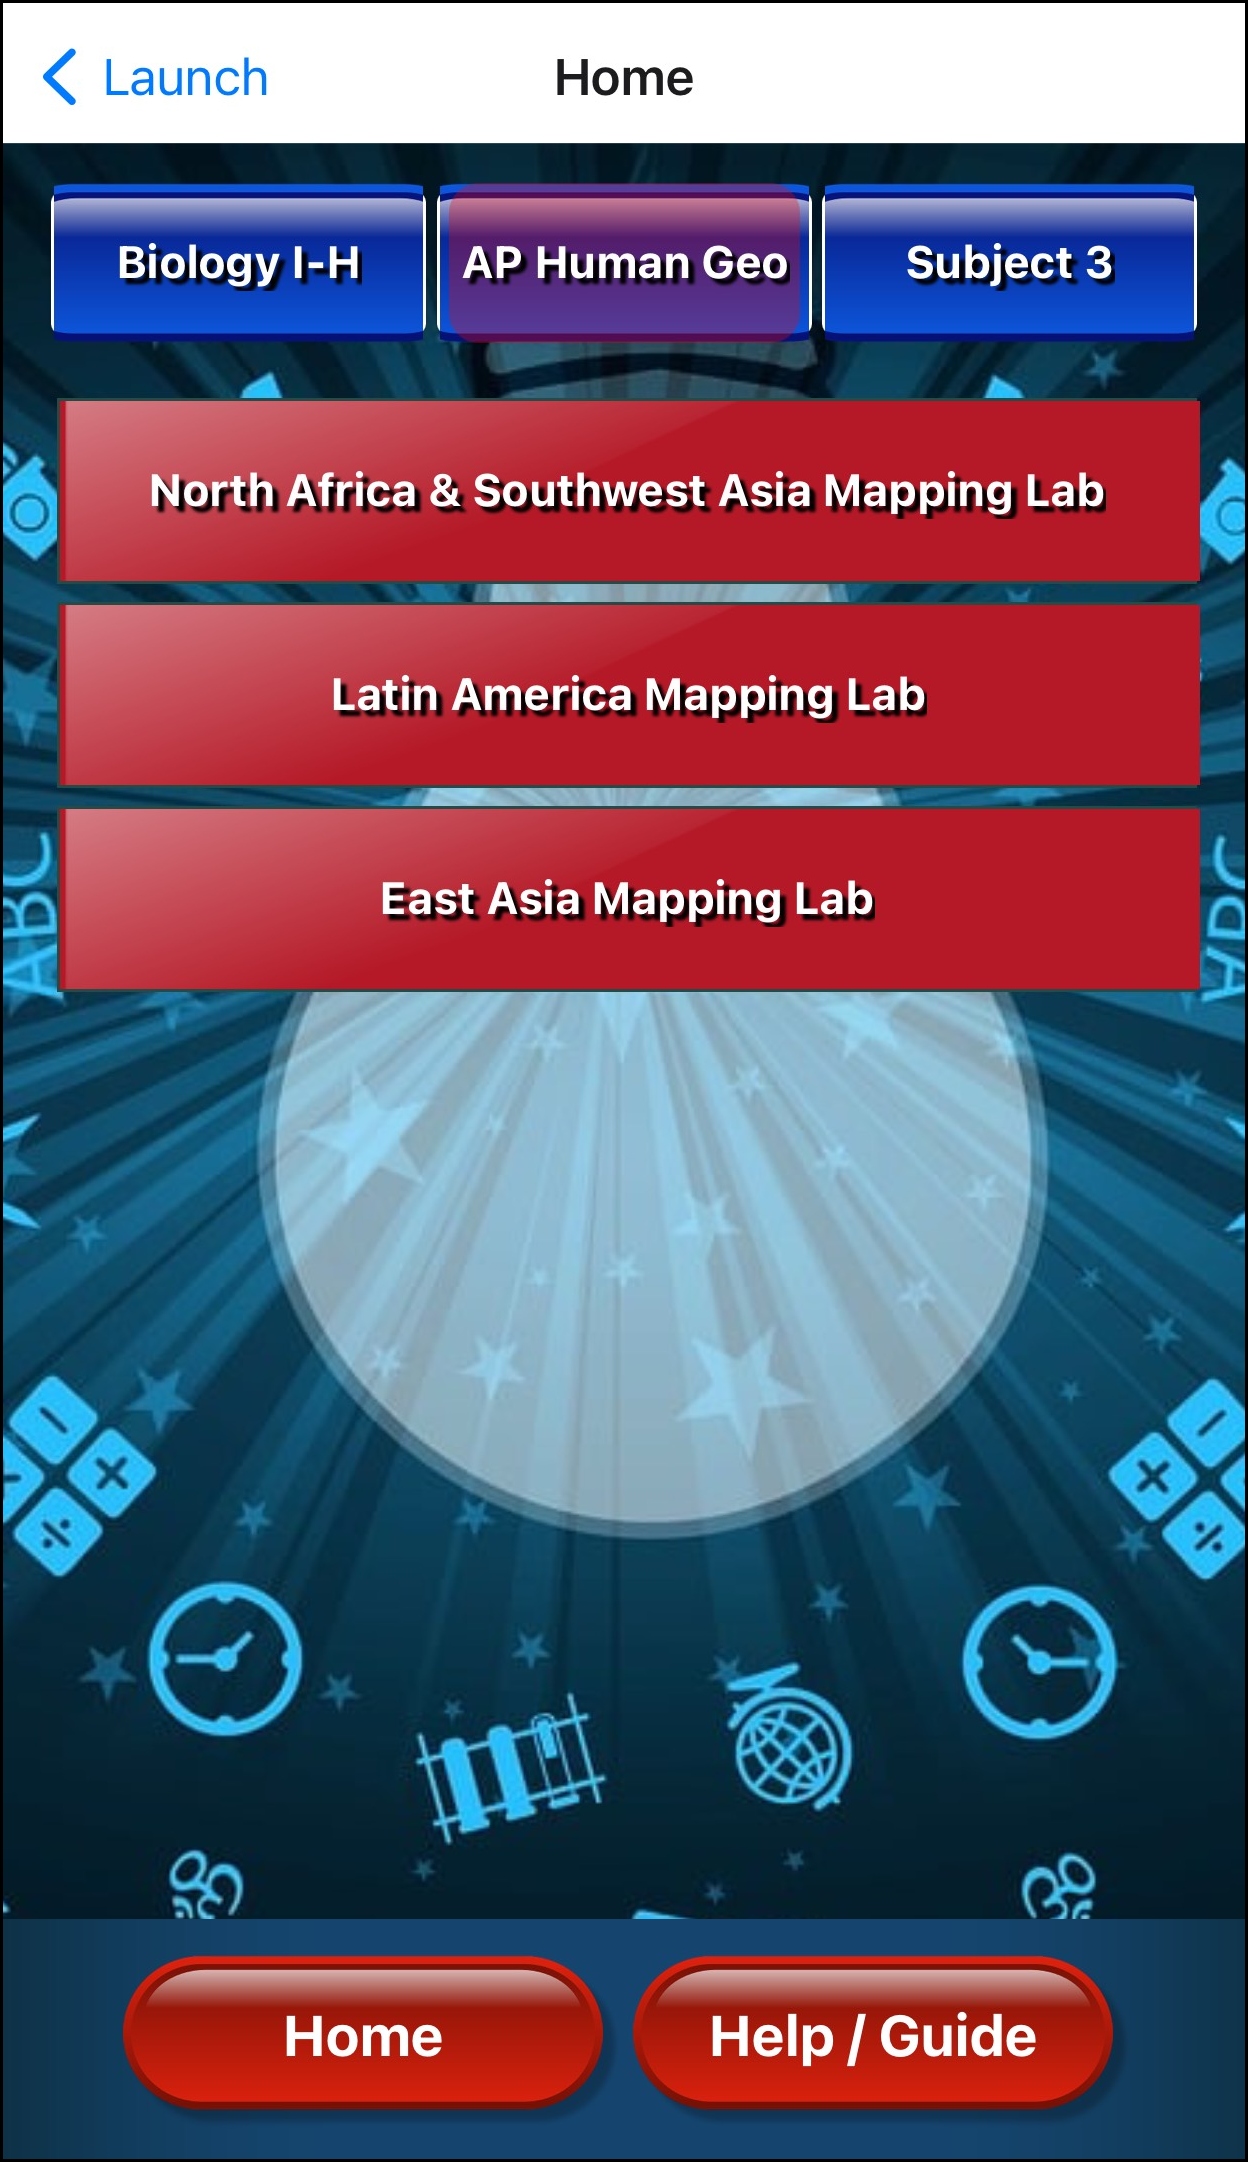 Launch
Home
Biology I-H
AP Human Geo
Subject 3
North Africa & Southwest Asia Mapping Lab
Latin America Mapping Lab
East Asia Mapping Lab
ABC
Home
Help / Guide